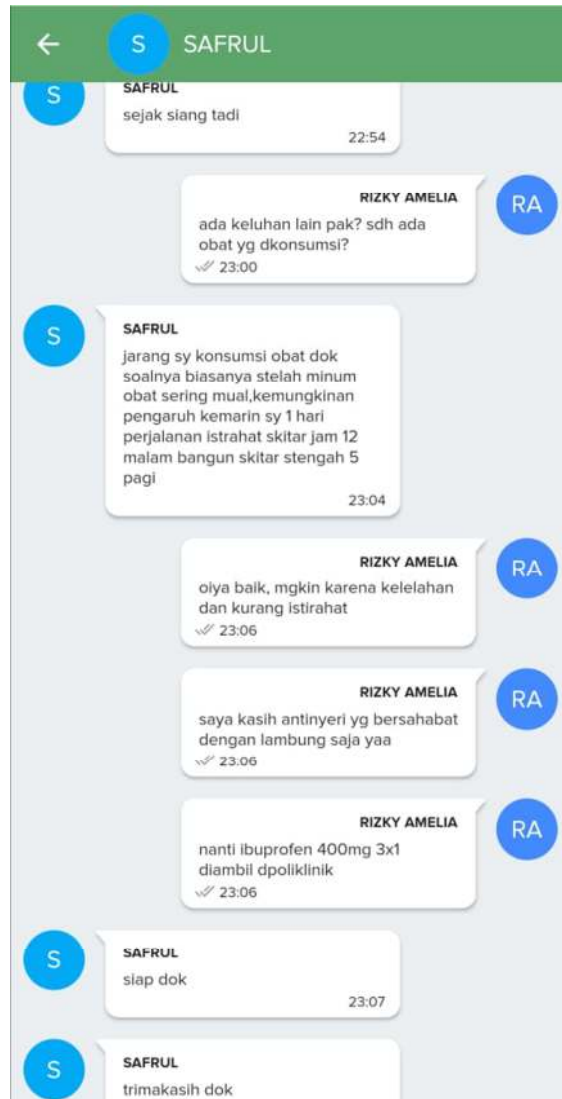 S SAFRUL
S
SAFRUL
sejak siang tadi
22:54
RIZKY AMELIA
RA
ada keluhan lain pak? sdh ada
obat yg dkonsumsi?
23:00
S
SAFRUL
jarang sy konsumsi obat dok
soalnya biasanya stelah minum
obat sering mual,kemungkinan
pengaruh kemarin sy 1 hari
perjalanan istrahat skitar jam 12
malam bangun skitar stengah 5
pagi
23:04
RIZKY AMELIA
RA
oiya baik, mgkin karena kelelahan
dan kurang istirahat
23:06
RIZKY AMELIA
RA
saya kasih antinyeri yg bersahabat
dengan lambung saja yaa
23:06
RIZKY AMELIA
RA
nanti ibuprofen 400mg 3x1
diambil dpoliklinik
23:06
S
SAFRUL
siap dok
23:07
S
SAFRUL
trimakasih dok